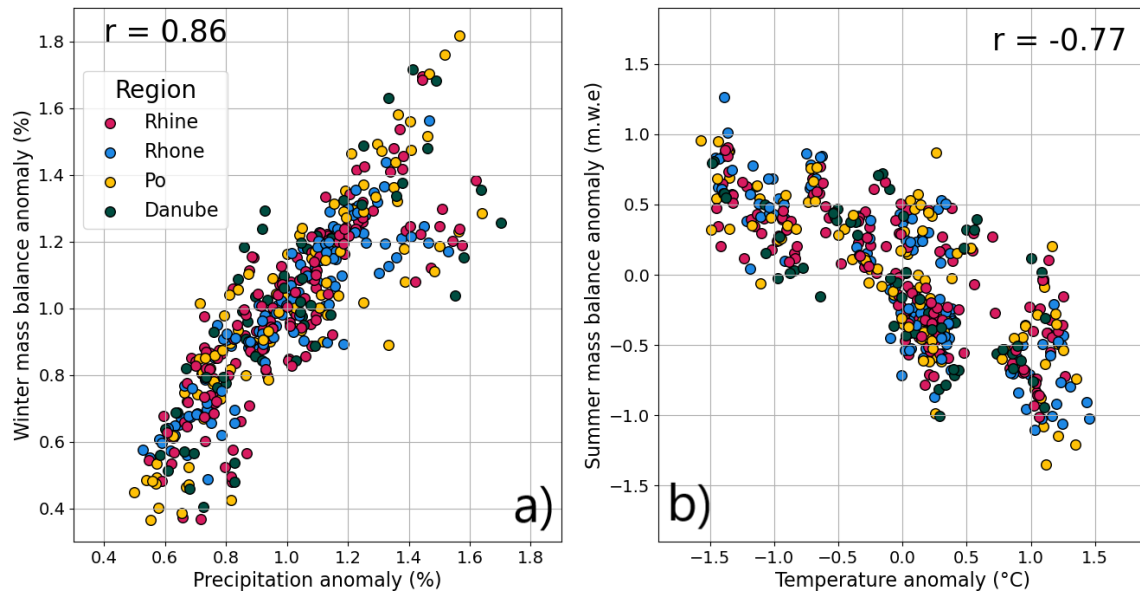 r = 0.86
Region
Rhine
Rhone
Po
Danube
Winter mass balance anomaly (%)
1.8
1.6
1.4
1.2
1.0
0.8
0.6
0.4
0.4 0.6 0.8 1.0 1.2 1.4 1.6 1.8
Precipitation anomaly (%)
a)
r = -0.77
Summer mass balance anomaly (m.w.e)
1.5
1.0
0.5
0.0
−0.5
−1.0
−1.5
−1.5 −1.0 −0.5 0.0 0.5 1.0 1.5
Temperature anomaly (°C)
b)